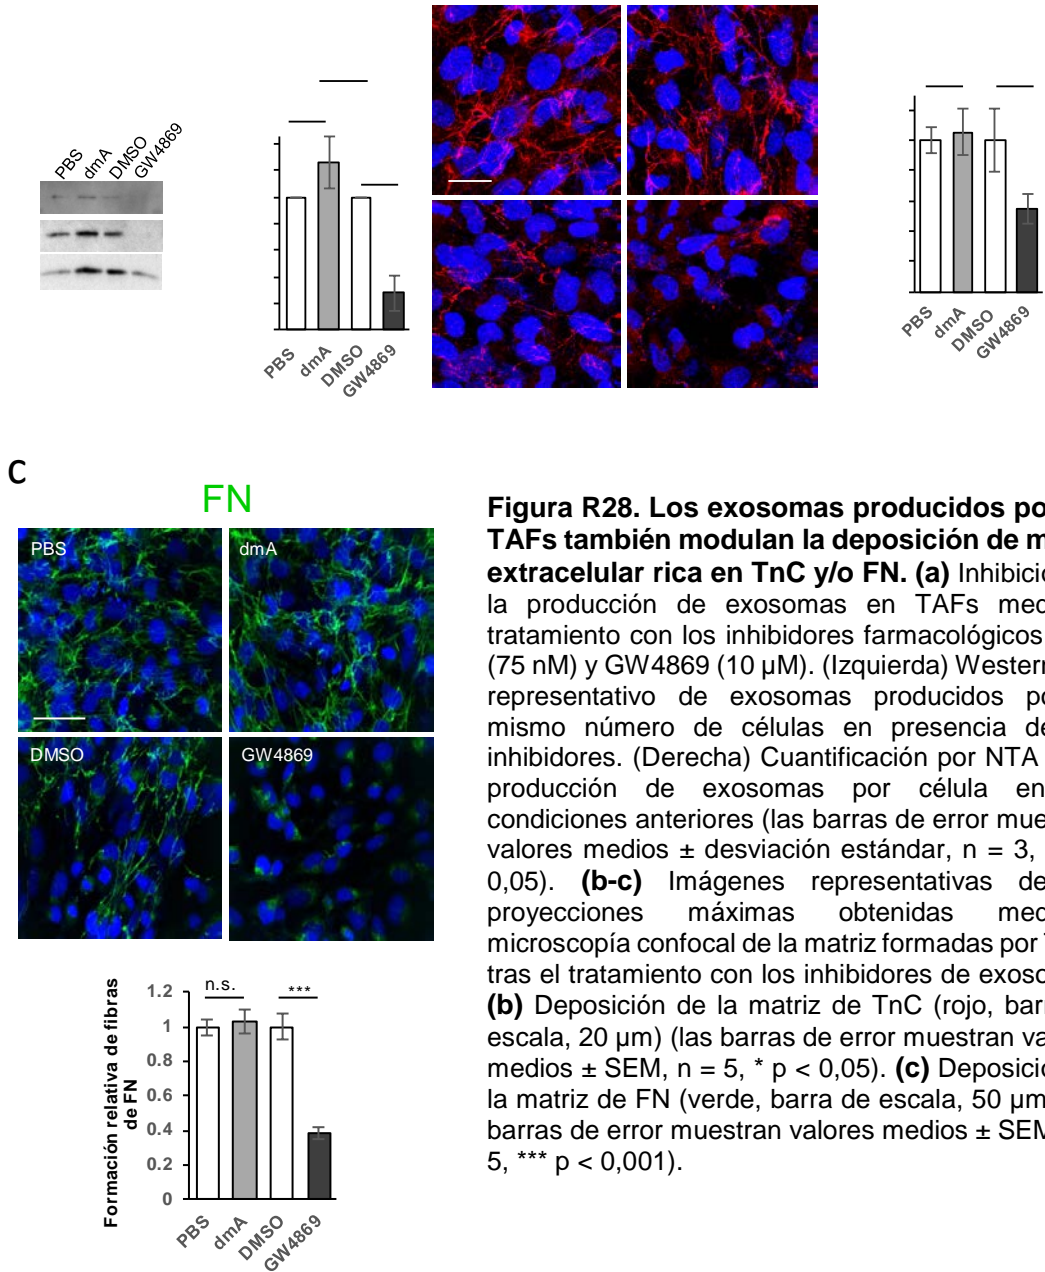 PBS
dmA
DMSO
GW4869
PBS
dmA
DMSO
GW4869
PBS
dmA
DMSO
GW4869
c
FN
PBS
dmA
DMSO
GW4869
Formación relativa de fibras
de FN
1.2
1
0.8
0.6
0.4
0.2
0
n.s.
***
PBS
dmA
DMSO
GW4869
Figura R28. Los exosomas producidos po
TAFs también modulan la deposición de m
extracelular rica en TnC y/o FN. (a) Inhibició
la producción de exosomas en TAFs med
tratamiento con los inhibidores farmacológicos
(75 nM) y GW4869 (10 µM). (Izquierda) Western
representativo de exosomas producidos po
mismo número de células en presencia de
inhibidores. (Derecha) Cuantificación por NTA
producción de exosomas por célula en
condiciones anteriores (las barras de error mue
valores medios ± desviación estándar, n = 3,
0,05). (b-c) Imágenes representativas de
proyecciones máximas obtenidas med
microscopía confocal de la matriz formadas por
tras el tratamiento con los inhibidores de exoso
(b) Deposición de la matriz de TnC (rojo, barr
escala, 20 µm) (las barras de error muestran va
medios ± SEM, n = 5, * p < 0,05). (c) Deposició
la matriz de FN (verde, barra de escala, 50 µm
barras de error muestran valores medios ± SEM
5, *** p < 0,001).